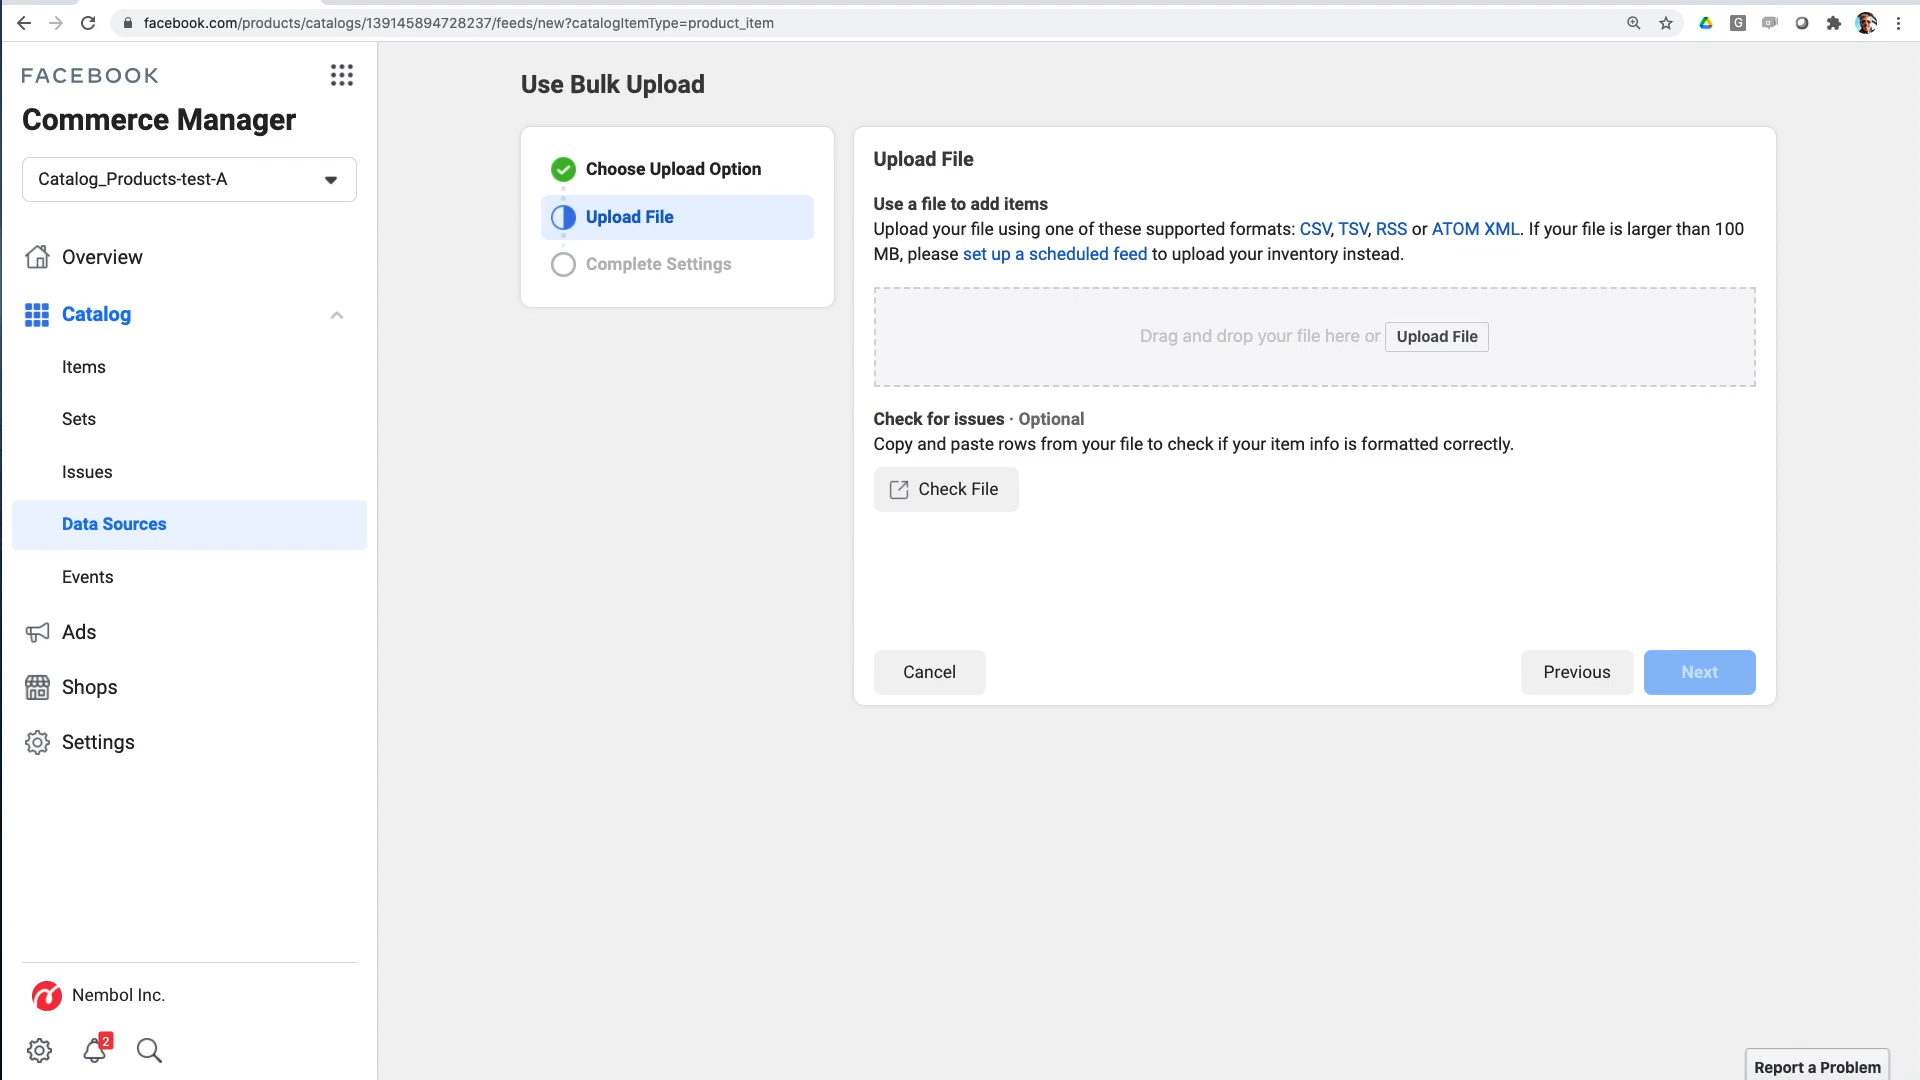 facebook.com/products/catalogs/139145894728237/feeds/new?catalogItemType=product_item
FACEBOOK
Commerce Manager
Catalog_Products-test-A
Overview
Catalog
Items
Sets
Issues
Data Sources
Events
Ads
Shops
Settings
Nembol Inc.
2
Use Bulk Upload
Choose Upload Option
Upload File
Complete Settings
Upload File
Use a file to add items
Upload your file using one of these supported formats: CSV, TSV, RSS or ATOM XML. If your file is larger than 100
MB, please set up a scheduled feed to upload your inventory instead.
Drag and drop your file here or Upload File
Check for issues · Optional
Copy and paste rows from your file to check if your item info is formatted correctly.
Check File
Cancel
Previous
Next
Report a Problem